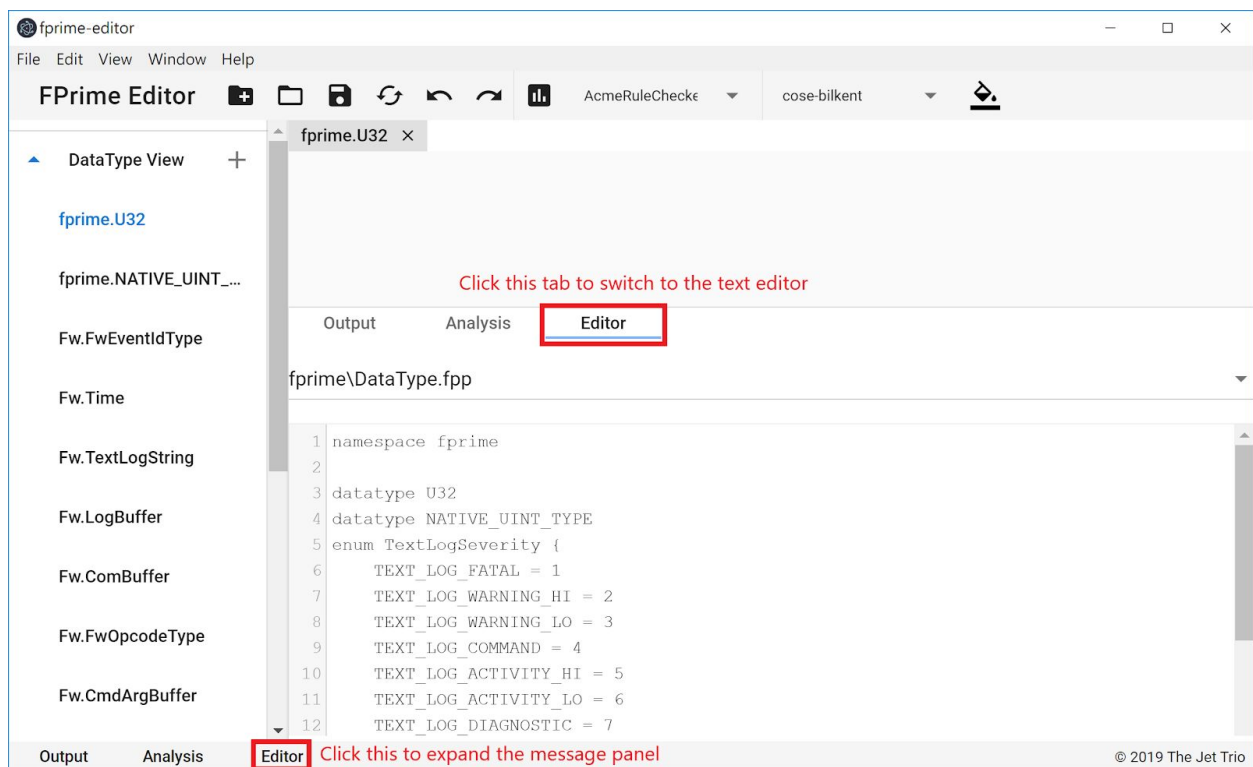 fprime-editor
File Edit View Window Help
FPrime Editor AcmeRuleChecke cose-bilkent
fprime.U32 ×
DataType View +
fprime.U32
fprime.NATIVE_UINT_...
Fw.FwEventIdType
Fw.Time
Fw.TextLogString
Fw.LogBuffer
Fw.ComBuffer
Fw.FwOpcodeType
Fw.CmdArgBuffer
Click this tab to switch to the text editor
Output Analysis Editor
fprime\DataType.fpp
1 namespace fprime
2
3 datatype U32
4 datatype NATIVE_UINT_TYPE
5 enum TextLogSeverity {
6 TEXT_LOG_FATAL = 1
7 TEXT_LOG_WARNING_HI = 2
8 TEXT_LOG_WARNING_LO = 3
9 TEXT_LOG_COMMAND = 4
10 TEXT_LOG_ACTIVITY_HI = 5
11 TEXT_LOG_ACTIVITY_LO = 6
12 TEXT_LOG_DIAGNOSTIC = 7
Output Analysis Editor Click this to expand the message panel © 2019 The Jet Trio